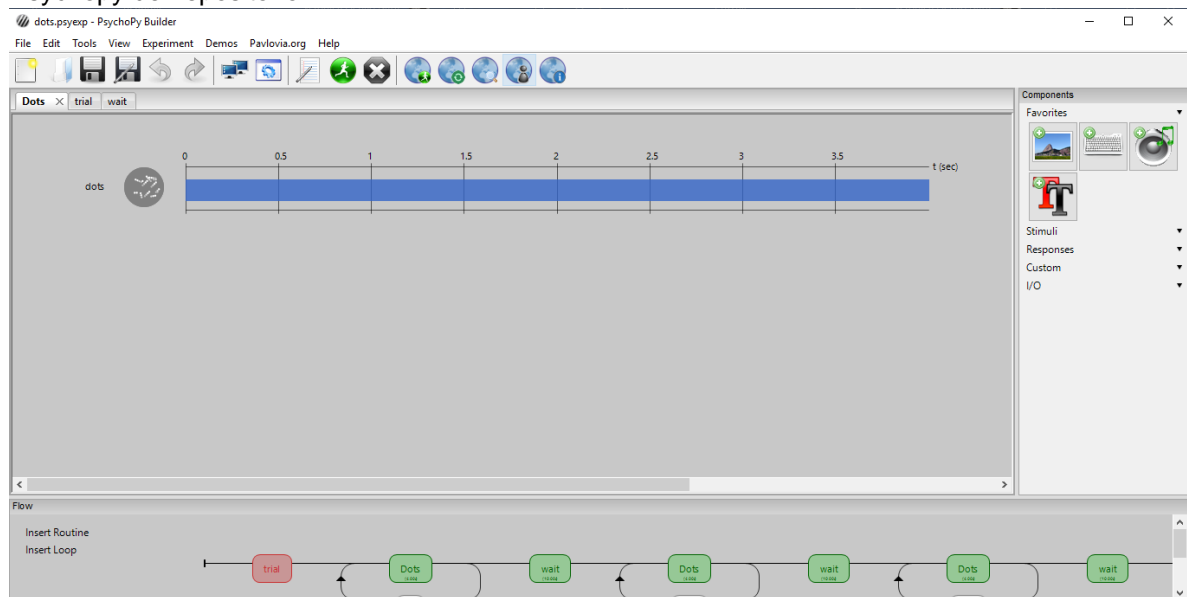 dots.psyexp - PsychoPy Builder
File Edit Tools View Experiment Demos Pavlovia.org Help
Dots trial wait
Components
Favorites
0 0.5 1 1.5 2 2.5 3 3.5
t (sec)
dots
Stimuli
Responses
Custom
I/O
Flow
Insert Routine
Insert Loop
trial Dots wait Dots wait Dots wait